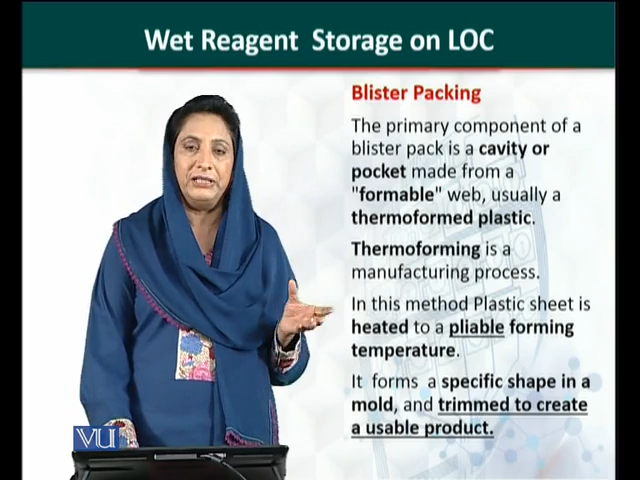 Wet Reagent Storage on LOC
Blister Packing
The primary component of a
blister pack is a cavity or
pocket made from a
"formable" web, usually a
thermoformed plastic.
Thermoforming is a
manufacturing process.
In this method Plastic sheet is
heated to a pliable forming
temperature.
It forms a specific shape in a
mold, and trimmed to create
a usable product.
VU